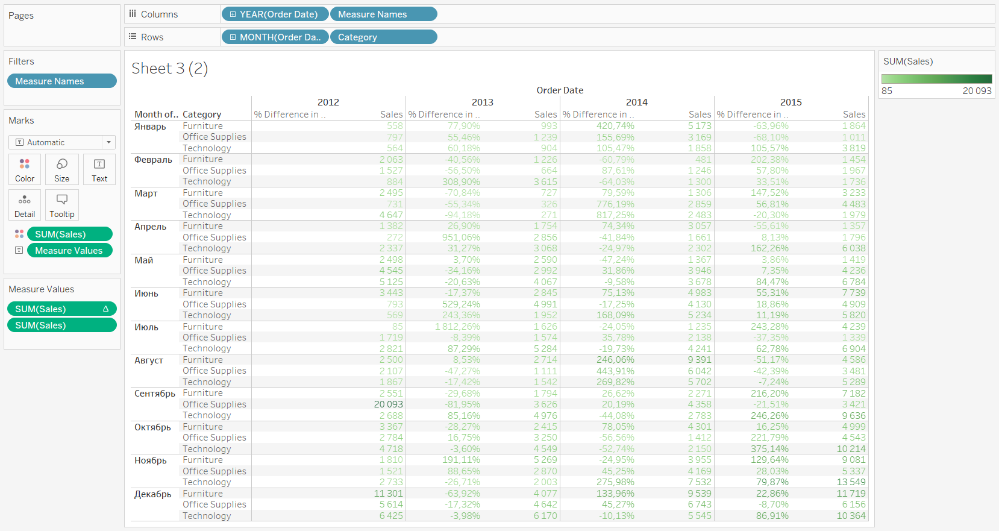 Pages
Columns YEAR(Order Date) Measure Names
Rows MONTH(Order Da.. Category
Filters
Measure Names
Marks
Automatic
Color Size Text
Detail Tooltip
SUM(Sales)
Measure Values
Measure Values
SUM(Sales) Δ
SUM(Sales)
Sheet 3 (2)
Order Date
2012 2013 2014 2015
Month of.. Category % Difference in .. Sales % Difference in .. Sales % Difference in .. Sales % Difference in .. Sales
Январь Furniture 558 77,90% 993 420,74% 5 173 -63,96% 1 864
Office Supplies 797 55,46% 1 239 155,69% 3 169 -68,10% 1 011
Technology 564 60,18% 904 105,47% 1 858 105,57% 3 819
Февраль Furniture 2 063 -40,56% 1 226 -60,79% 481 202,38% 1 454
Office Supplies 1 527 -56,50% 664 87,61% 1 246 57,80% 1 967
Technology 884 308,90% 3 615 -64,03% 1 300 33,51% 1 736
Март Furniture 2 495 -70,84% 727 79,59% 1 306 147,52% 3 233
Office Supplies 731 -55,34% 326 776,19% 2 859 56,81% 4 483
Technology 4 647 -94,18% 271 817,25% 2 483 -20,30% 1 979
Апрель Furniture 1 382 26,90% 1 754 74,34% 3 057 -55,61% 1 357
Office Supplies 272 951,06% 2 856 -41,84% 1 661 8,13% 1 796
Technology 2 337 31,27% 3 068 -24,97% 2 302 162,26% 6 038
Май Furniture 2 498 3,70% 2 590 -47,24% 1 367 3,86% 1 419
Office Supplies 4 545 -34,16% 2 992 31,86% 3 946 7,35% 4 236
Technology 5 125 -20,63% 4 067 -9,58% 3 678 84,47% 6 784
Июнь Furniture 3 443 -17,37% 2 845 75,13% 4 983 55,31% 7 739
Office Supplies 793 529,24% 4 991 -17,25% 4 130 18,86% 4 909
Technology 569 243,36% 1 952 168,09% 5 234 11,19% 5 820
Июль Furniture 85 1 812,26% 1 626 -24,05% 1 235 243,28% 4 239
Office Supplies 1 719 -8,39% 1 574 35,78% 2 138 -37,35% 1 339
Technology 2 821 87,29% 5 284 -19,73% 4 241 62,78% 6 904
Август Furniture 2 500 8,53% 2 714 246,06% 9 391 -51,17% 4 586
Office Supplies 2 107 -47,27% 1 111 443,91% 6 042 -42,39% 3 481
Technology 1 867 -17,42% 1 542 269,82% 5 702 -7,24% 5 289
Сентябрь Furniture 2 551 -29,68% 1 794 26,62% 2 271 216,20% 7 182
Office Supplies 20 093 -81,95% 3 626 20,19% 4 358 -21,51% 3 421
Technology 2 688 85,16% 4 976 -44,08% 2 783 246,26% 9 636
Октябрь Furniture 3 367 -28,27% 2 415 78,05% 4 301 16,25% 4 999
Office Supplies 2 784 16,75% 3 250 -56,56% 1 412 221,79% 4 543
Technology 4 718 -3,60% 4 549 -52,74% 2 150 375,14% 10 214
Ноябрь Furniture 1 810 191,11% 5 269 -24,95% 3 955 129,64% 9 081
Office Supplies 1 521 88,65% 2 870 45,25% 4 169 28,03% 5 337
Technology 2 733 -26,71% 2 003 275,98% 7 532 79,87% 13 549
Декабрь Furniture 11 301 -63,92% 4 077 133,96% 9 539 22,86% 11 719
Office Supplies 5 614 -17,32% 4 642 45,27% 6 743 -8,70% 6 156
Technology 6 425 -3,98% 6 170 -10,13% 5 545 86,91% 10 364
SUM(Sales)
85 20 093